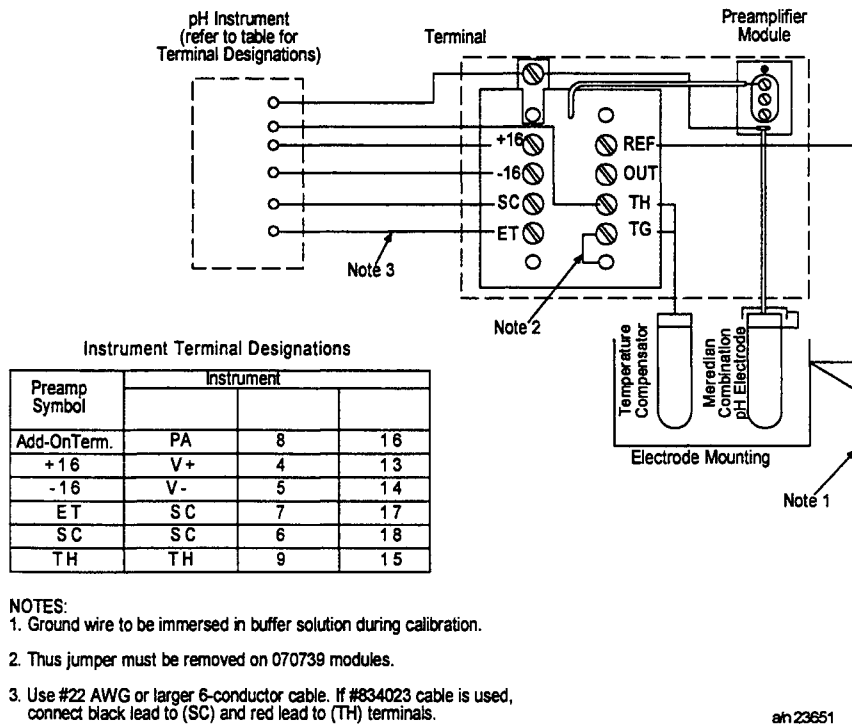 pH Instrument
(refer to table for
Terminal Designations)
Terminal
Preamplifier
Module
+16
REF
-16
OUT
SC
TH
ET
TG
Note 3
Note 2
Temperature
Compensator
Meredian
Combination
pH Electrode
Electrode Mounting
Note 1
Instrument Terminal Designations
Preamp
Symbol
Instrument
Add-OnTerm. PA 8 16
+16 V+ 4 13
-16 V- 5 14
ET SC 7 17
SC SC 6 18
TH TH 9 15
NOTES:
1. Ground wire to be immersed in buffer solution during calibration.
2. Thus jumper must be removed on 070739 modules.
3. Use #22 AWG or larger 6-conductor cable. If #834023 cable is used,
connect black lead to (SC) and red lead to (TH) terminals.
a/n 23651